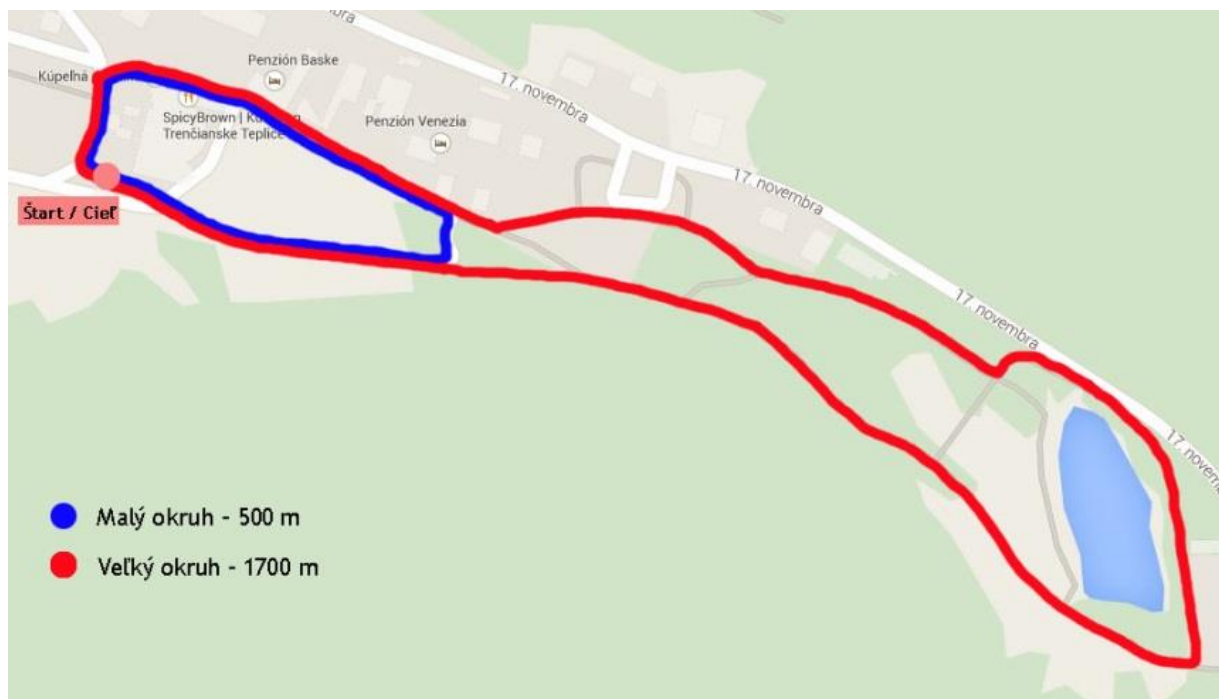 novembra
Penzión Baske
Kúpeľná
17. novembra
SpicyBrown |
Trenčianske Teplice
Penzión Venezia
17. novembra
Štart / Cieľ
17. novembra
17. novembra
Malý okruh - 500 m
Veľký okruh - 1700 m